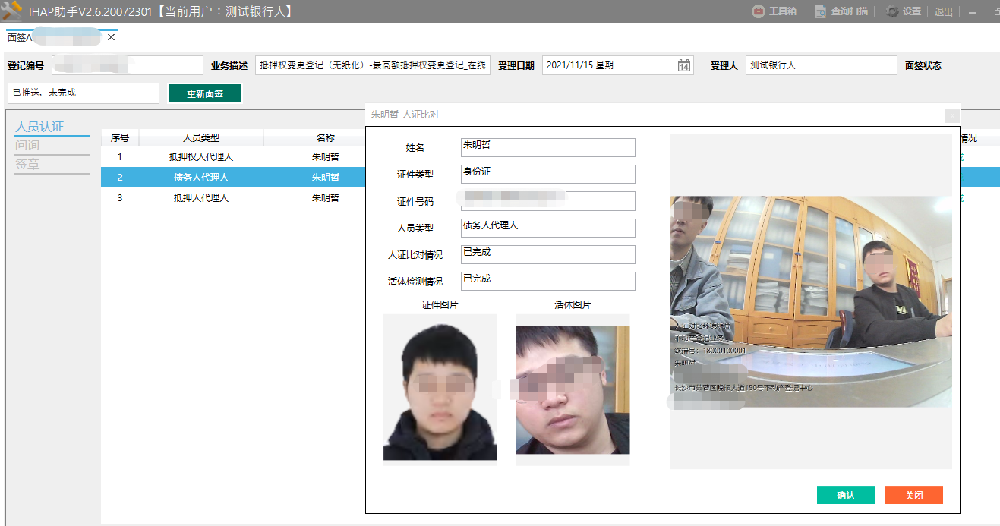 IHAP助手V2.6.20072301【当前用户：测试银行人】
工具箱
查询扫描
设置
退出
面签A
登记编号
业务描述
抵押权变更登记（无纸化）-最高额抵押权变更登记_在线
受理日期
2021/11/15 星期一
14
受理人
测试银行人
面签状态
已推送，未完成
重新面签
人员认证
问询
签章
序号
人员类型
名称
情况
1
抵押权人代理人
朱明哲
2
债务人代理人
朱明哲
3
抵押人代理人
朱明哲
朱明哲-人证比对
姓名
朱明哲
证件类型
身份证
证件号码
人员类型
债务人代理人
人证比对情况
已完成
活体检测情况
已完成
证件图片
活体图片
人证对比环境照片
不动产登记业务
终端号：18000100001
朱明哲
长沙市芙蓉区晚报大道150号不动产登记中心
确认
关闭